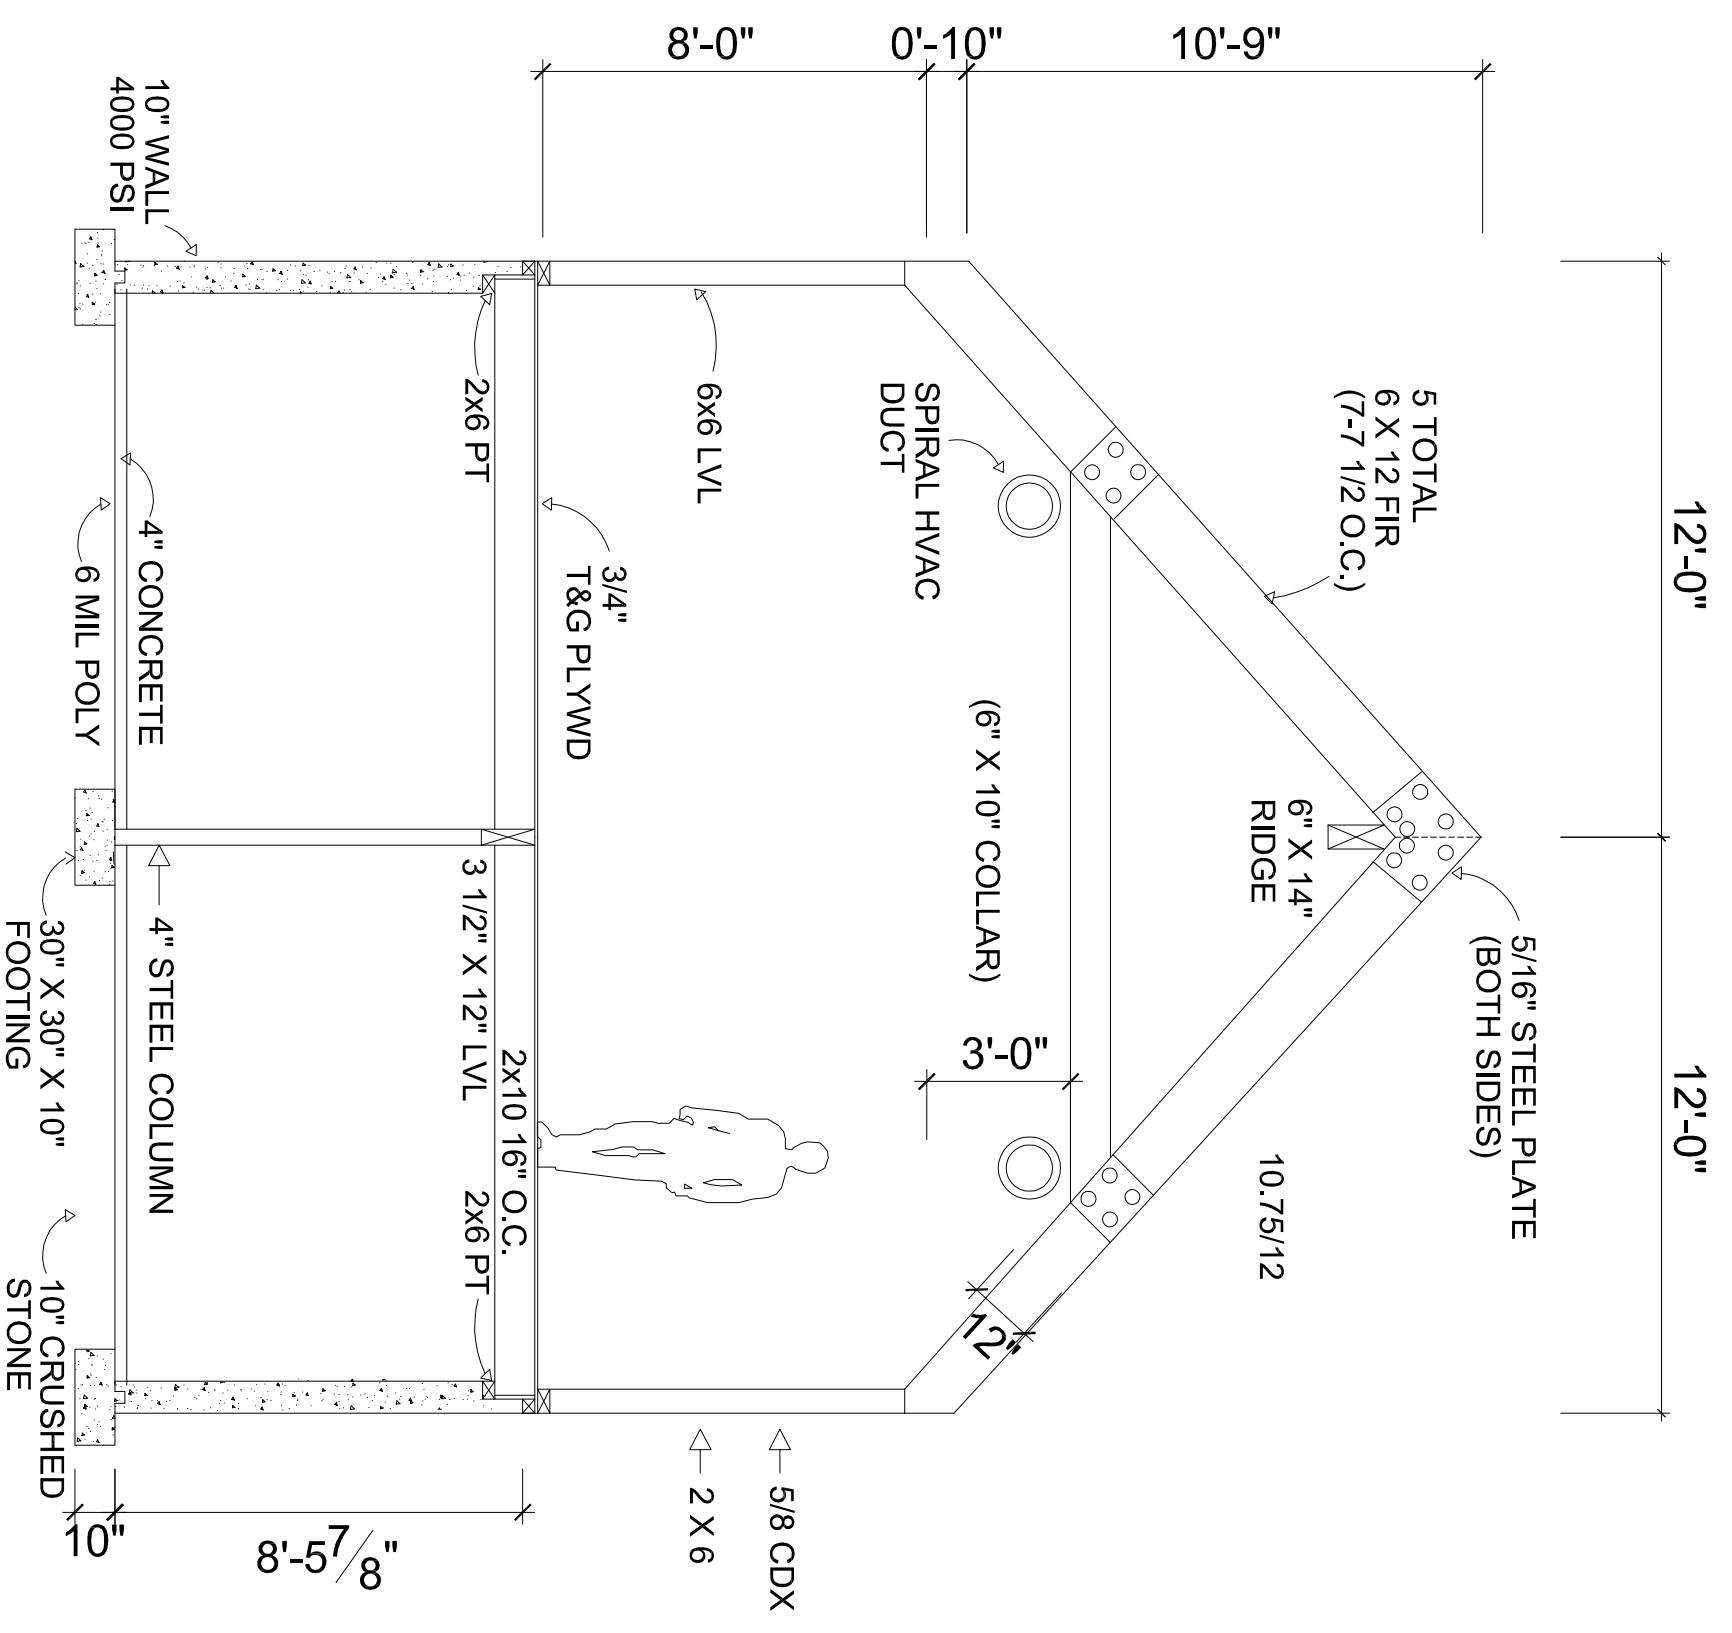 12'-0"
12'-0"
5/16" STEEL PLATE
(BOTH SIDES)
5 TOTAL
6 X 12 FIR
(7-7 1/2 O.C.)
10'-9"
6" X 14"
RIDGE
10.75/12
(6" X 10" COLLAR)
3'-0"
12"
0'-10"
SPIRAL HVAC
DUCT
8'-0"
5/8 CDX
2 X 6
6x6 LVL
3/4"
T&G PLYWD
2x10 16" O.C.
2x6 PT
3 1/2" X 12" LVL
2x6 PT
8'-5 7/8"
10" WALL
4000 PSI
4" CONCRETE
4" STEEL COLUMN
6 MIL POLY
10"
30" X 30" X 10"
FOOTING
10" CRUSHED
STONE